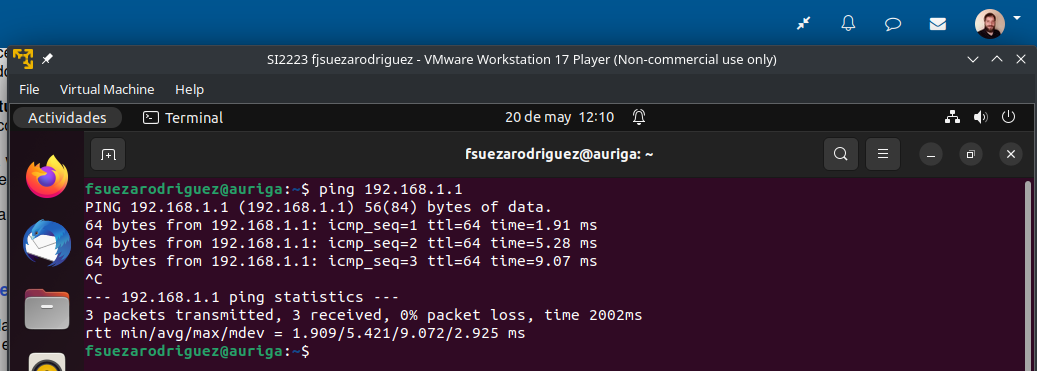 SI2223 fjsuezarodriguez - VMware Workstation 17 Player (Non-commercial use only)
File Virtual Machine Help
Actividades Terminal 20 de may 12:10
fsuezarodriguez@auriga: ~
fsuezarodriguez@auriga:~$ ping 192.168.1.1
PING 192.168.1.1 (192.168.1.1) 56(84) bytes of data.
64 bytes from 192.168.1.1: icmp_seq=1 ttl=64 time=1.91 ms
64 bytes from 192.168.1.1: icmp_seq=2 ttl=64 time=5.28 ms
64 bytes from 192.168.1.1: icmp_seq=3 ttl=64 time=9.07 ms
^C
--- 192.168.1.1 ping statistics ---
3 packets transmitted, 3 received, 0% packet loss, time 2002ms
rtt min/avg/max/mdev = 1.909/5.421/9.072/2.925 ms
fsuezarodriguez@auriga:~$